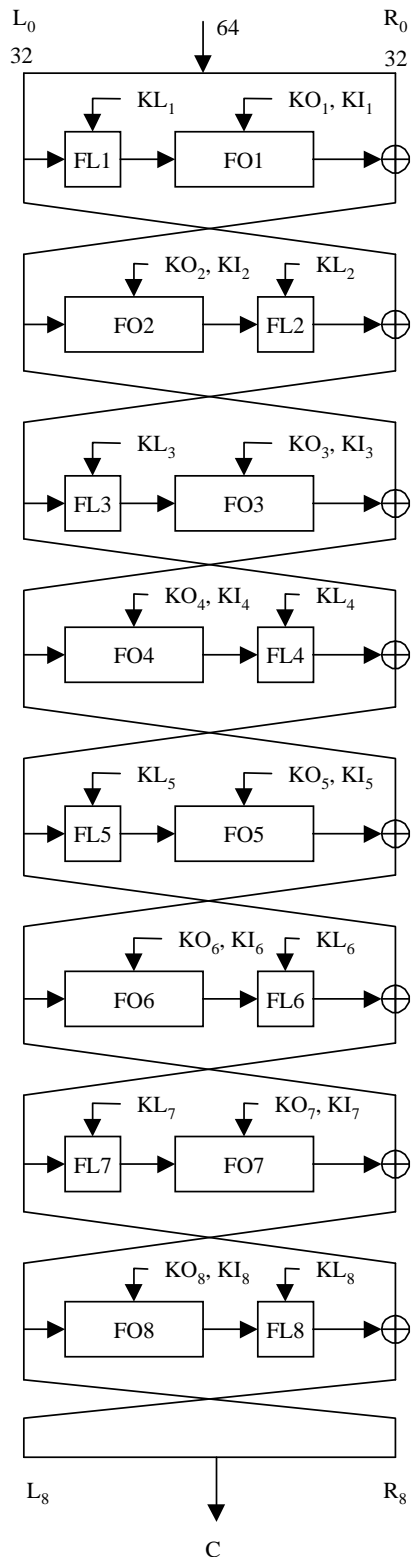 L₀ 64 R₀
32 32
KL₁ KO₁, KI₁
FL1 FO1
KO₂, KI₂ KL₂
FO2 FL2
KL₃ KO₃, KI₃
FL3 FO3
KO₄, KI₄ KL₄
FO4 FL4
KL₅ KO₅, KI₅
FL5 FO5
KO₆, KI₆ KL₆
FO6 FL6
KL₇ KO₇, KI₇
FL7 FO7
KO₈, KI₈ KL₈
FO8 FL8
L₈ R₈
C